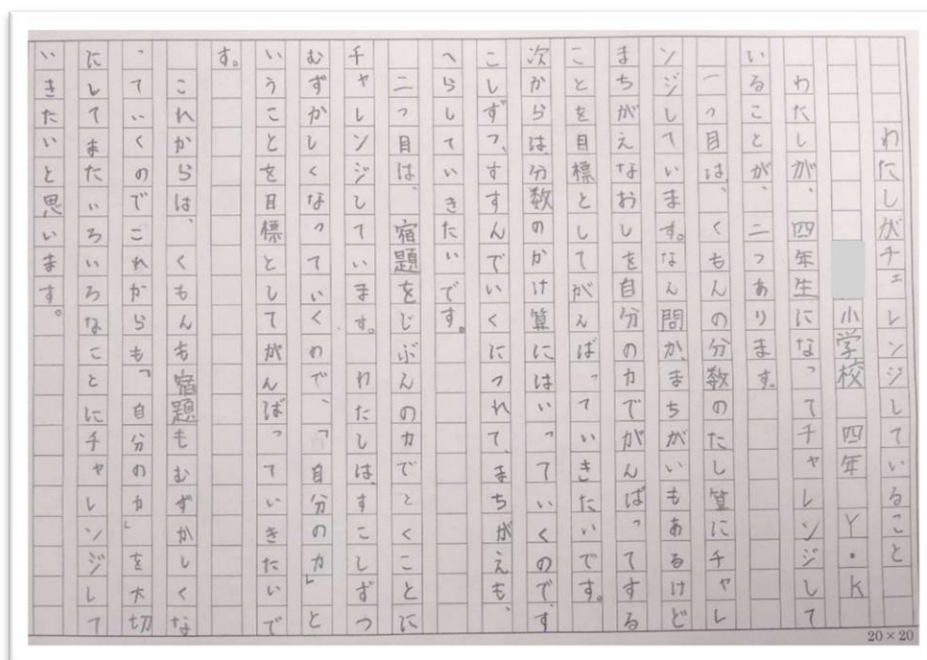 わたしがチェレンジしていること
小学校 四年 Y・K
わたしが、四年生になってチャレンジして
いることが、二つあります。
一つ目は、くもんの分数のたし算にチャレ
ンジしています。なん問か、まちがいもあるけど
まちがえなおしを自分の力でがんばってする
ことを目標としてがんばっていきたいです。
次からは、分数のかけ算にはいっていくのです
こしずつ、すすんでいくにつれて、まちがえも、
へらしていきたいです。
二つ目は、宿題をじぶんの力でとくことに
チャレンジしています。わたしは、すこしずつ
むずかしくなっていくので、「自分の力」と
いうことを目標としてがんばっていきたいで
す。
これからは、くもんも宿題もむずかしくな
っていくのでこれからも「自分の力」を大切
にしてまたいろいろなことにチャレンジして
いきたいと思います。
20×20